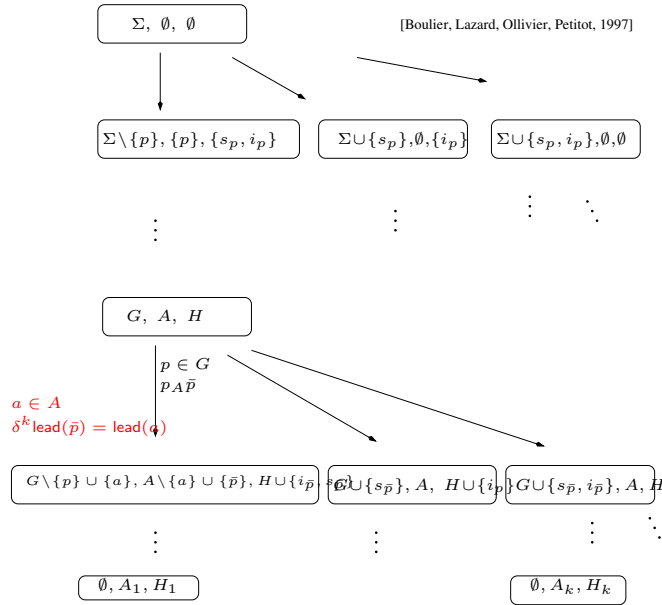 Σ, ∅, ∅
[Boulier, Lazard, Ollivier, Petitot, 1997]
Σ\{p}, {p}, {s_p, i_p}
Σ∪{s_p},∅,{i_p}
Σ∪{s_p, i_p},∅,∅
G, A, H
p ∈ G
p_A p̄
a ∈ A
δ^k lead(p̄) = lead(a)
G\{p} ∪ {a}, A\{a} ∪ {p̄}, H∪{i_p̄, s_p̄}
G∪{s_p̄}, A, H∪{i_p̄}
G∪{s_p̄, i_p̄}, A, H
∅, A_1, H_1
∅, A_k, H_k